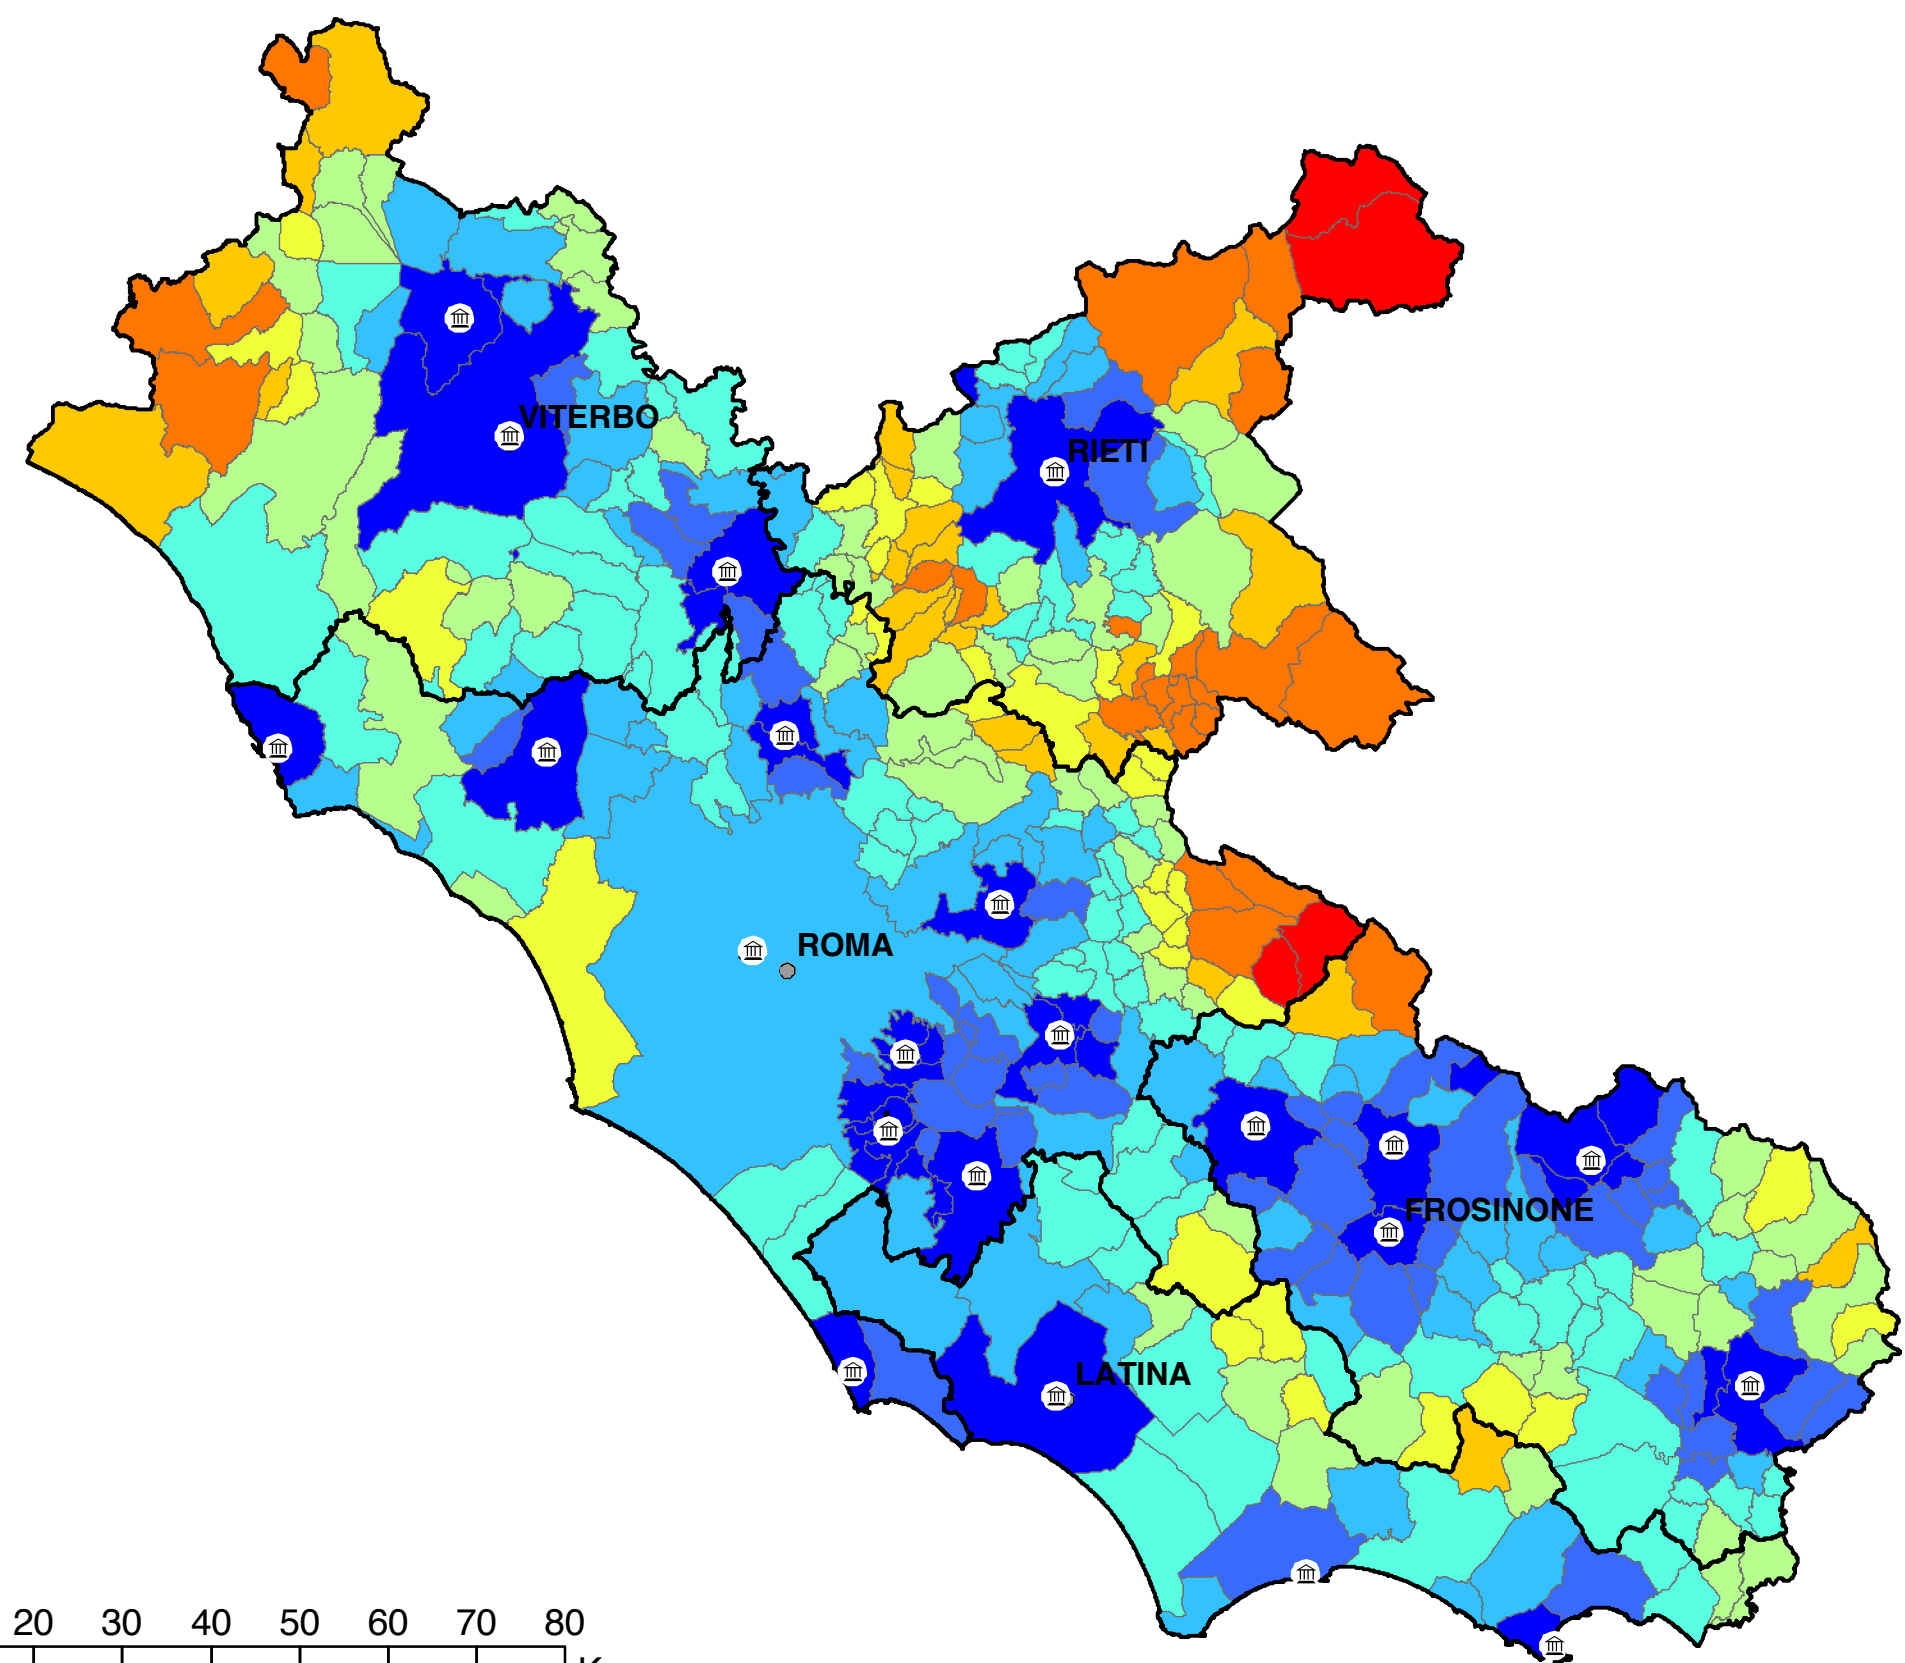 VITERBO
RIETI
ROMA
FROSINONE
LATINA
20 30 40 50 60 70 80